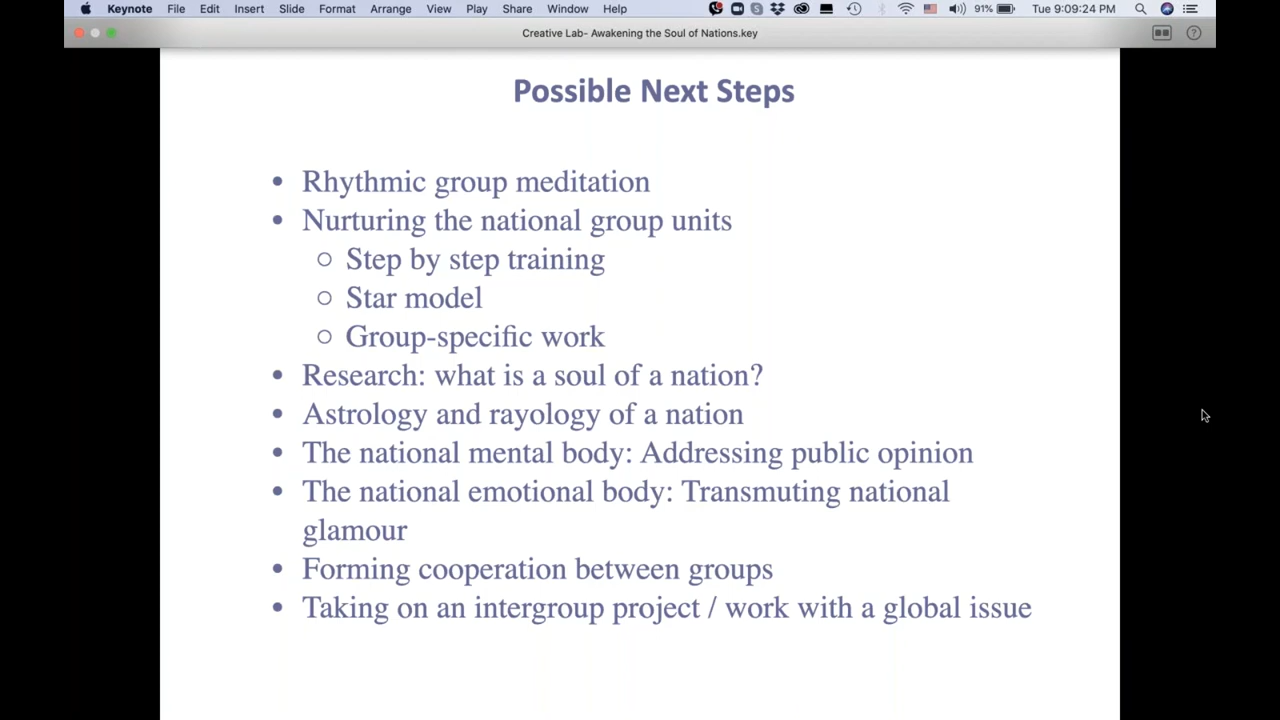 Keynote File Edit Insert Slide Format Arrange View Play Share Window Help 91% Tue 9:09:24 PM
Creative Lab- Awakening the Soul of Nations.key
Possible Next Steps
• Rhythmic group meditation
• Nurturing the national group units
○ Step by step training
○ Star model
○ Group-specific work
• Research: what is a soul of a nation?
• Astrology and rayology of a nation
• The national mental body: Addressing public opinion
• The national emotional body: Transmuting national
glamour
• Forming cooperation between groups
• Taking on an intergroup project / work with a global issue